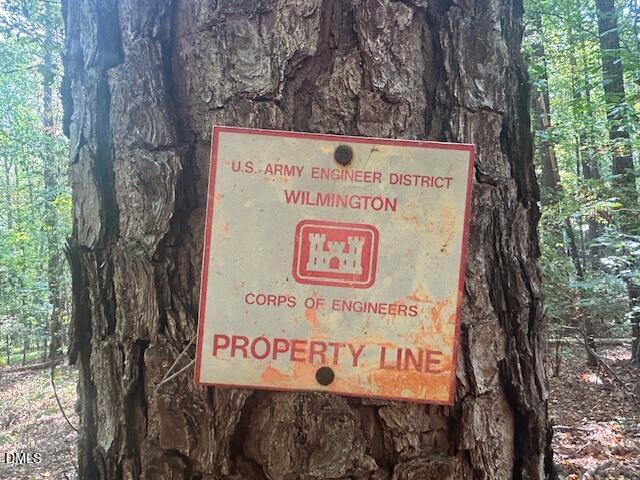 U.S. ARMY ENGINEER DISTRICT
WILMINGTON
CORPS OF ENGINEERS
PROPERTY LINE
DMLS